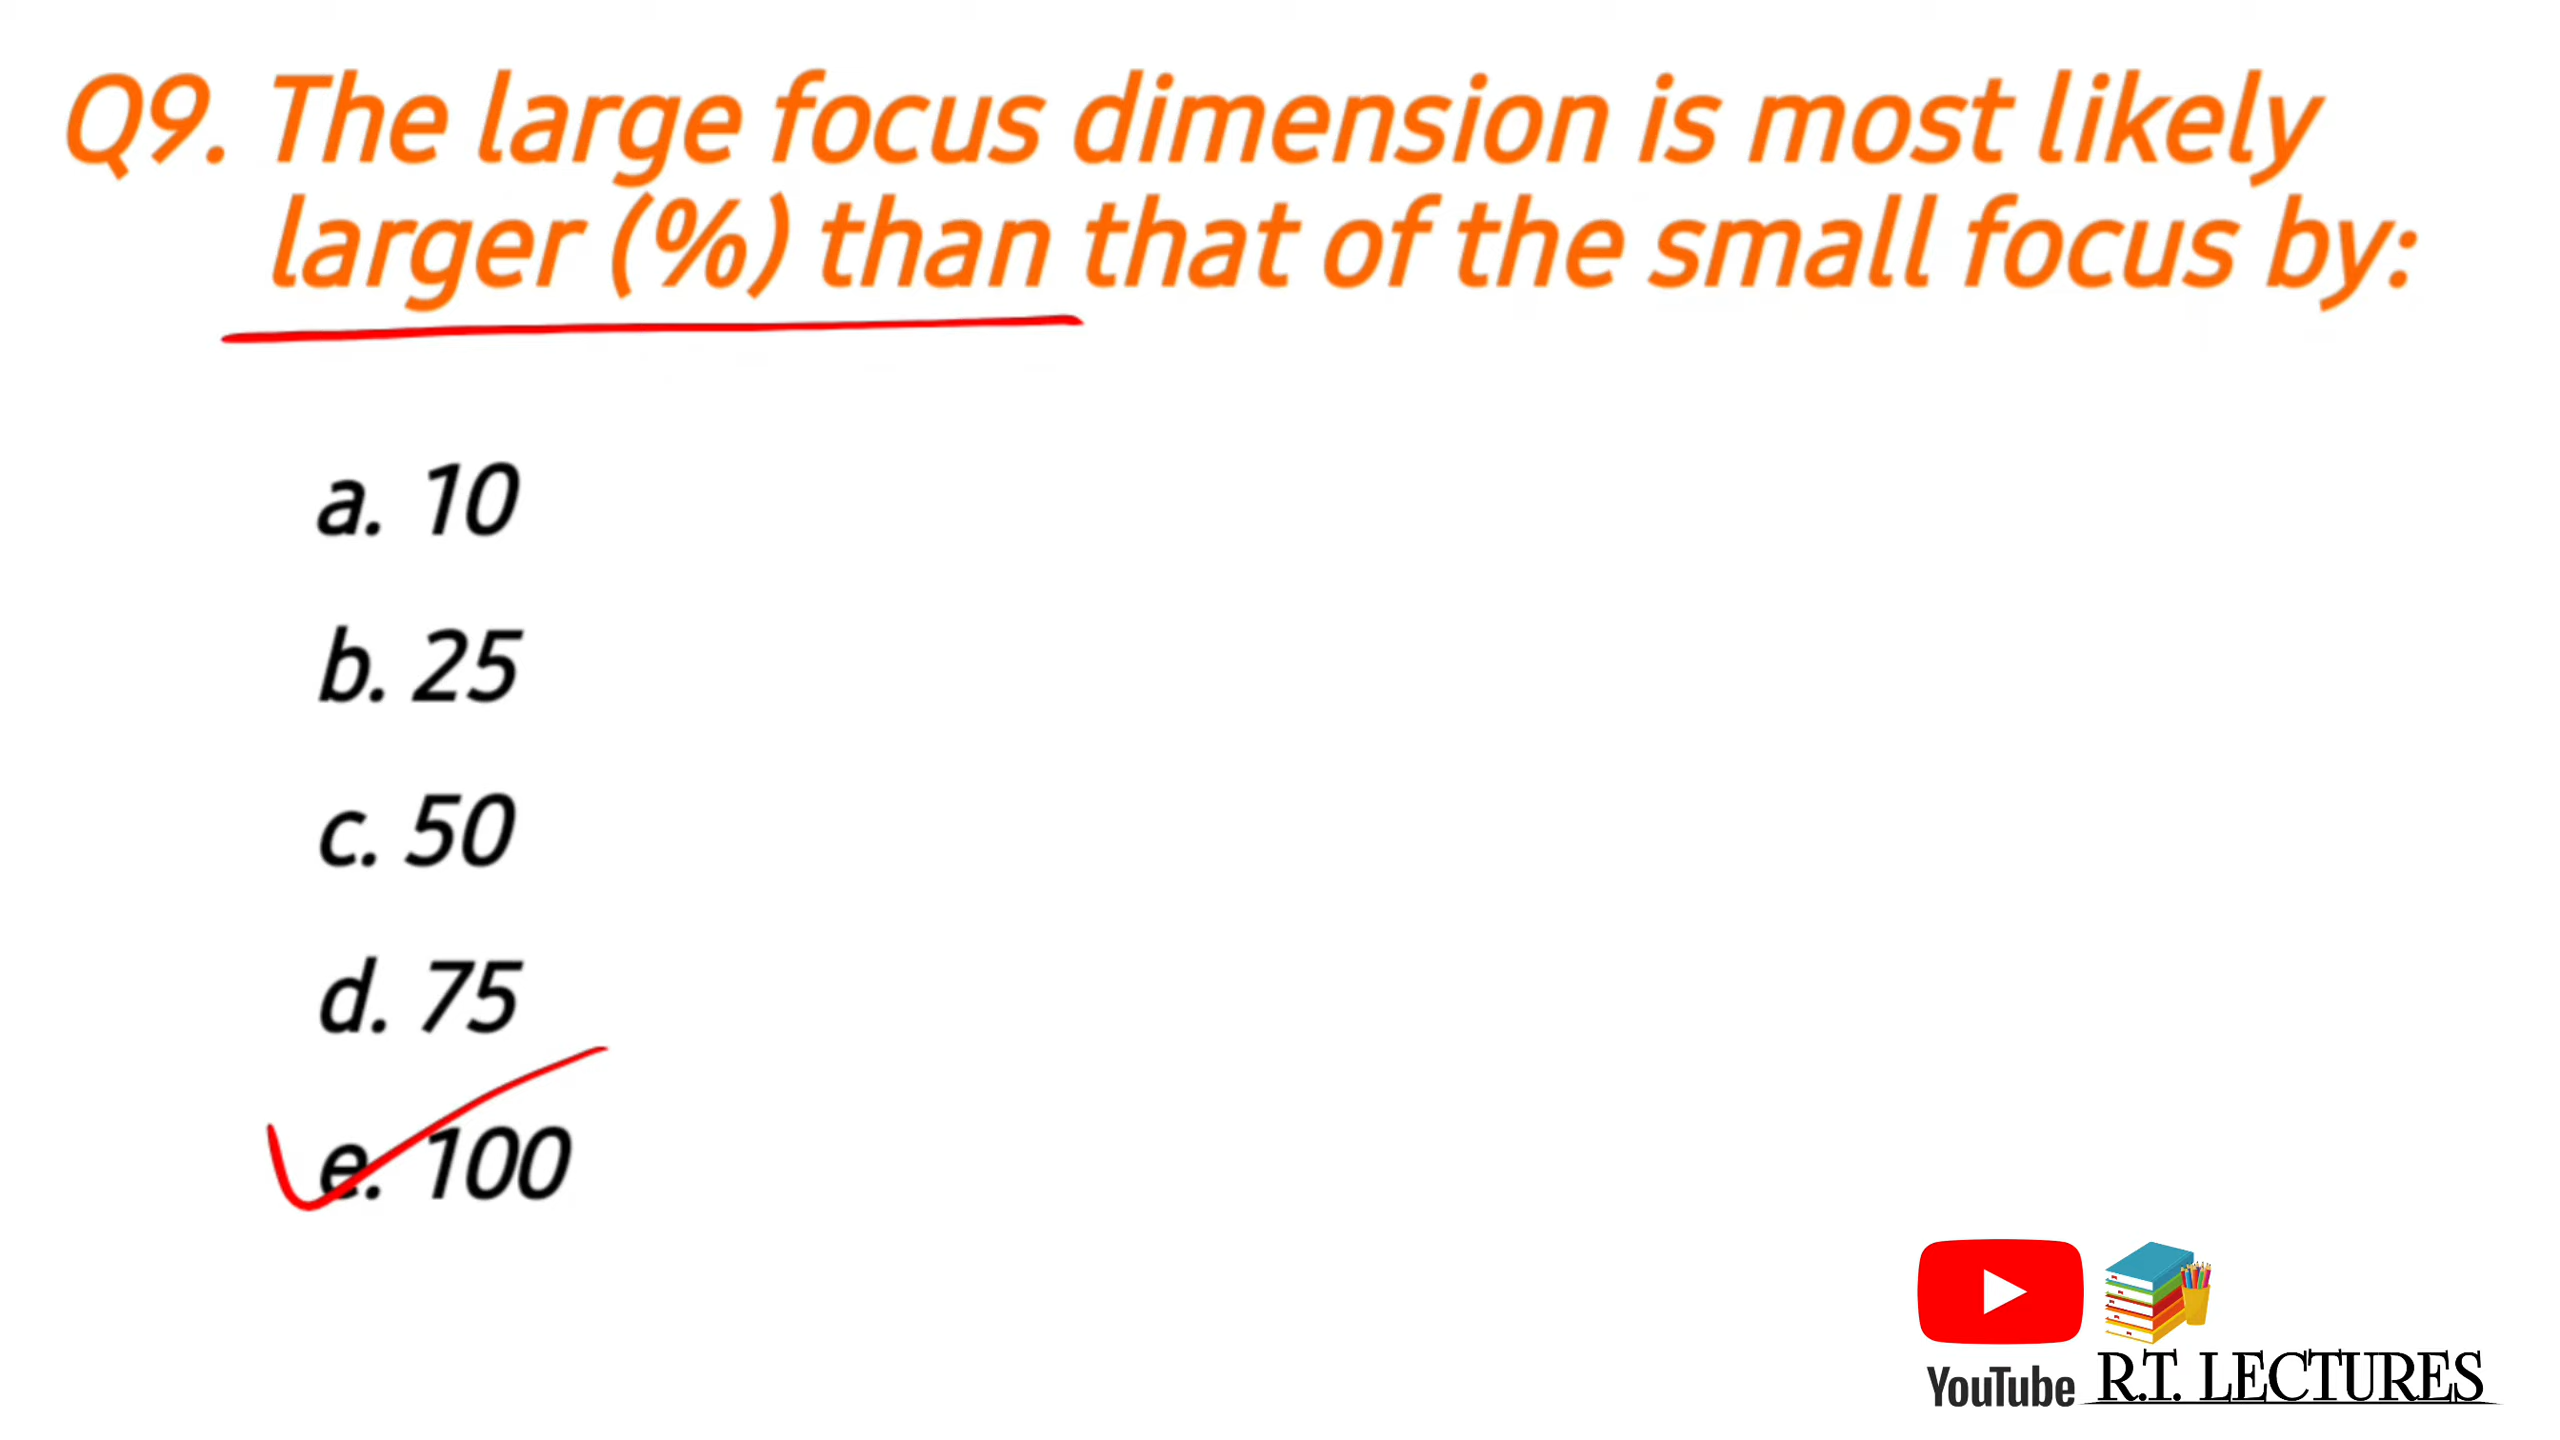 Q9. The large focus dimension is most likely
larger (%) than that of the small focus by:
a. 10
b. 25
c. 50
d. 75
e. 100
YouTube R.T. LECTURES